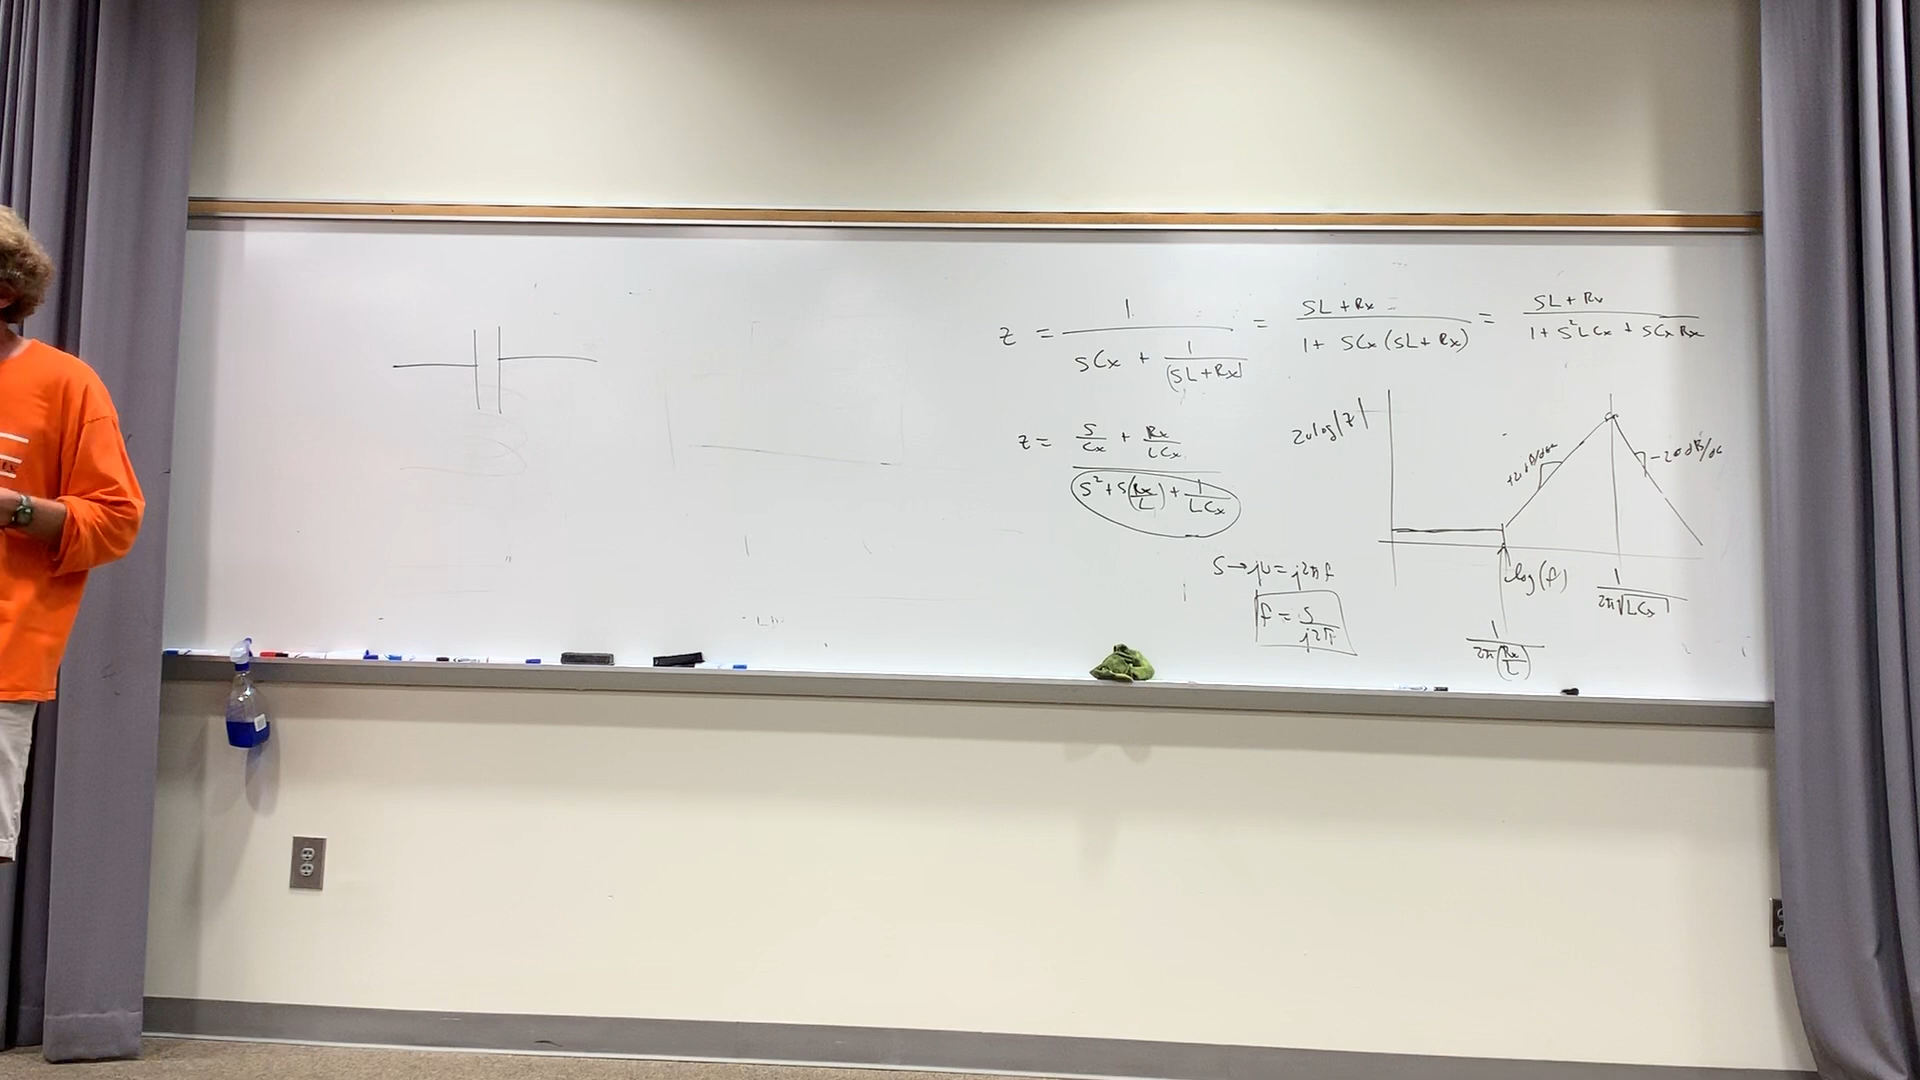 Z = 1 / (SCx + 1/(SL+Rx)) = (SL+Rx) / (1+ SCx(SL+Rx)) = (SL+Rx) / (1+S²LCx+SCxRx)
Z = (S/Cx + Rx/LCx) / (S²+S(Rx/L)+1/LCx)
20log|Z|
+20dB/dec
-20dB/dec
S→jω=j2πf
f = S/j2π
log(f)
1/2π√LCx
1/2π(Rx/L)